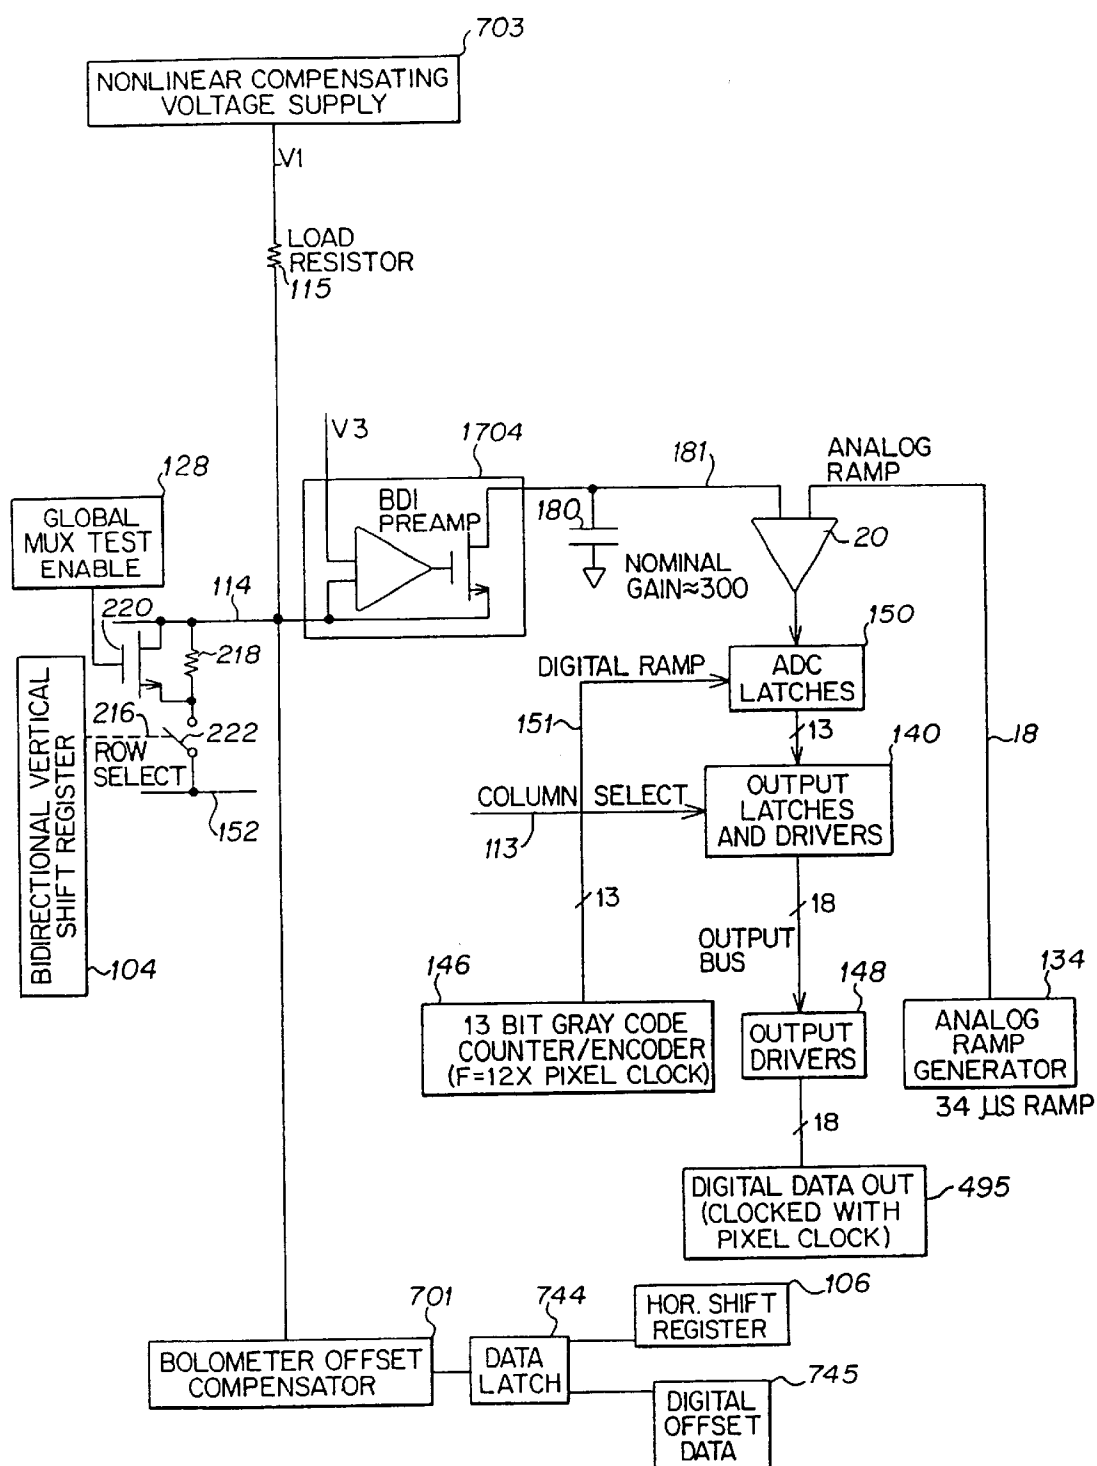 703
NONLINEAR COMPENSATING
VOLTAGE SUPPLY
V1
LOAD
RESISTOR
115
V3
1704
BDI
PREAMP
181
ANALOG
RAMP
180
NOMINAL
GAIN≈300
20
128
GLOBAL
MUX TEST
ENABLE
220
114
218
216
222
ROW
SELECT
152
BIDIRECTIONAL VERTICAL
SHIFT REGISTER
104
150
ADC
LATCHES
DIGITAL RAMP
151
13
140
18
COLUMN SELECT
113
OUTPUT
LATCHES
AND DRIVERS
13
18
OUTPUT
BUS
146
13 BIT GRAY CODE
COUNTER/ENCODER
(F=12X PIXEL CLOCK)
148
OUTPUT
DRIVERS
134
ANALOG
RAMP
GENERATOR
34 μS RAMP
18
DIGITAL DATA OUT
(CLOCKED WITH
PIXEL CLOCK)
495
701
BOLOMETER OFFSET
COMPENSATOR
744
DATA
LATCH
106
HOR. SHIFT
REGISTER
745
DIGITAL
OFFSET
DATA